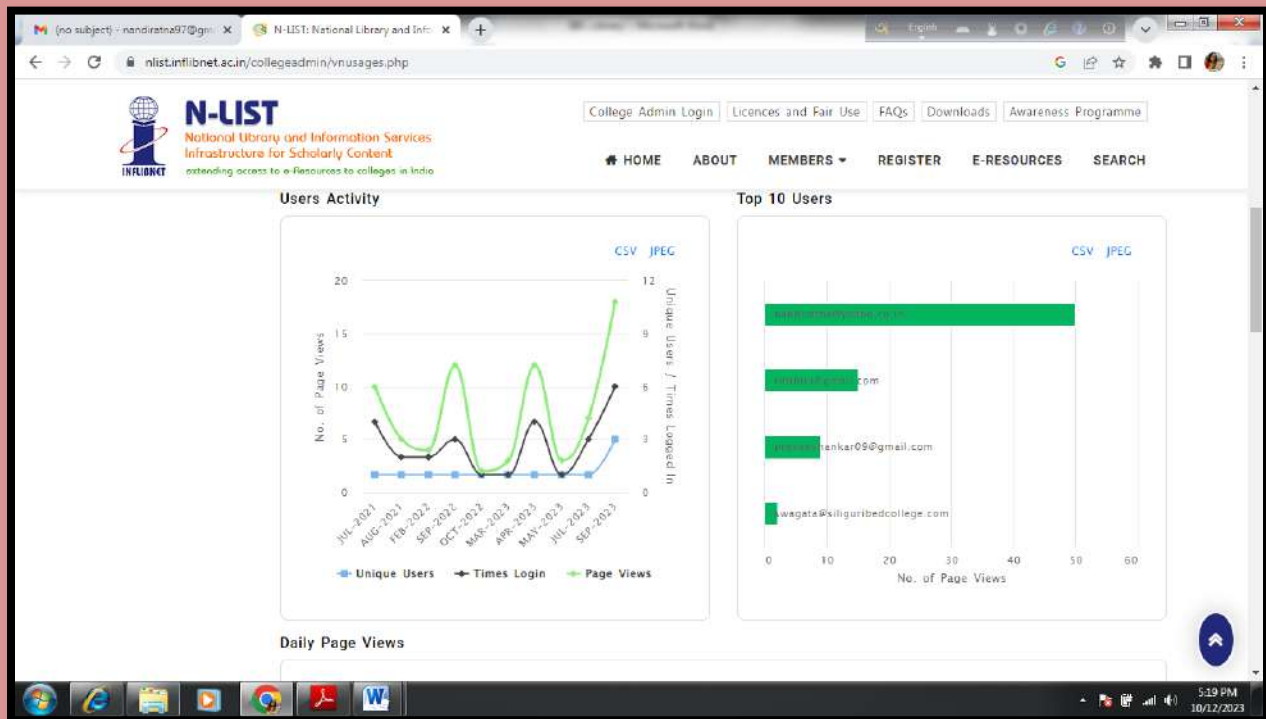 (no subject) - nandiratna97@gm
N-LIST: National Library and Info
English
nlist.inflibnet.ac.in/collegeadmin/vnusages.php
N-LIST
National Library and Information Services
Infrastructure for Scholarly Content
extending access to e-Resources to colleges in India
INFLIBNET
College Admin Login Licences and Fair Use FAQs Downloads Awareness Programme
HOME ABOUT MEMBERS REGISTER E-RESOURCES SEARCH
Users Activity
CSV JPEG
20
15
10
5
0
No. of Page Views
12
9
6
3
0
Unique Users / Times Logged In
JUL-2021
AUG-2021
FEB-2022
SEP-2022
OCT-2022
MAR-2023
APR-2023
MAY-2023
JUL-2023
SEP-2023
Unique Users Times Login Page Views
Top 10 Users
CSV JPEG
swagata@siliguribedcollege.com
0 10 20 30 40 50 60
No. of Page Views
Daily Page Views
W
5:19 PM
10/12/2023